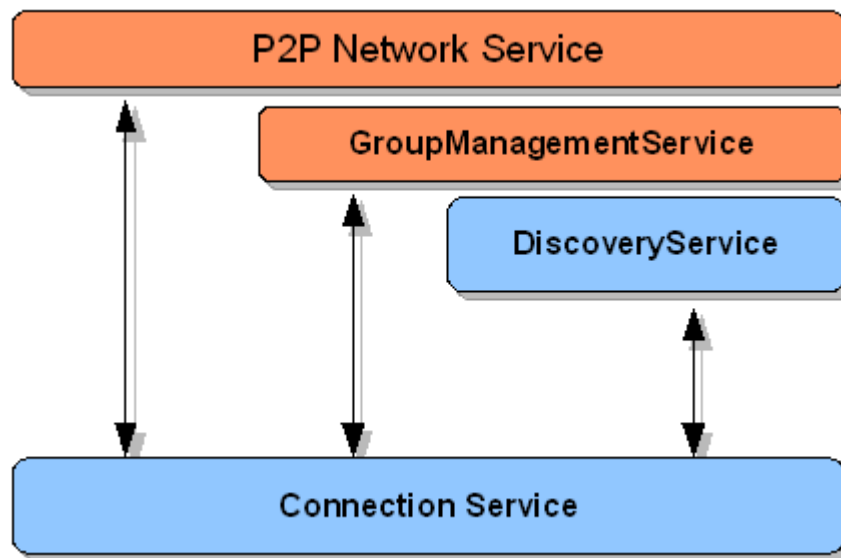 P2P Network Service
GroupManagementService
DiscoveryService
Connection Service